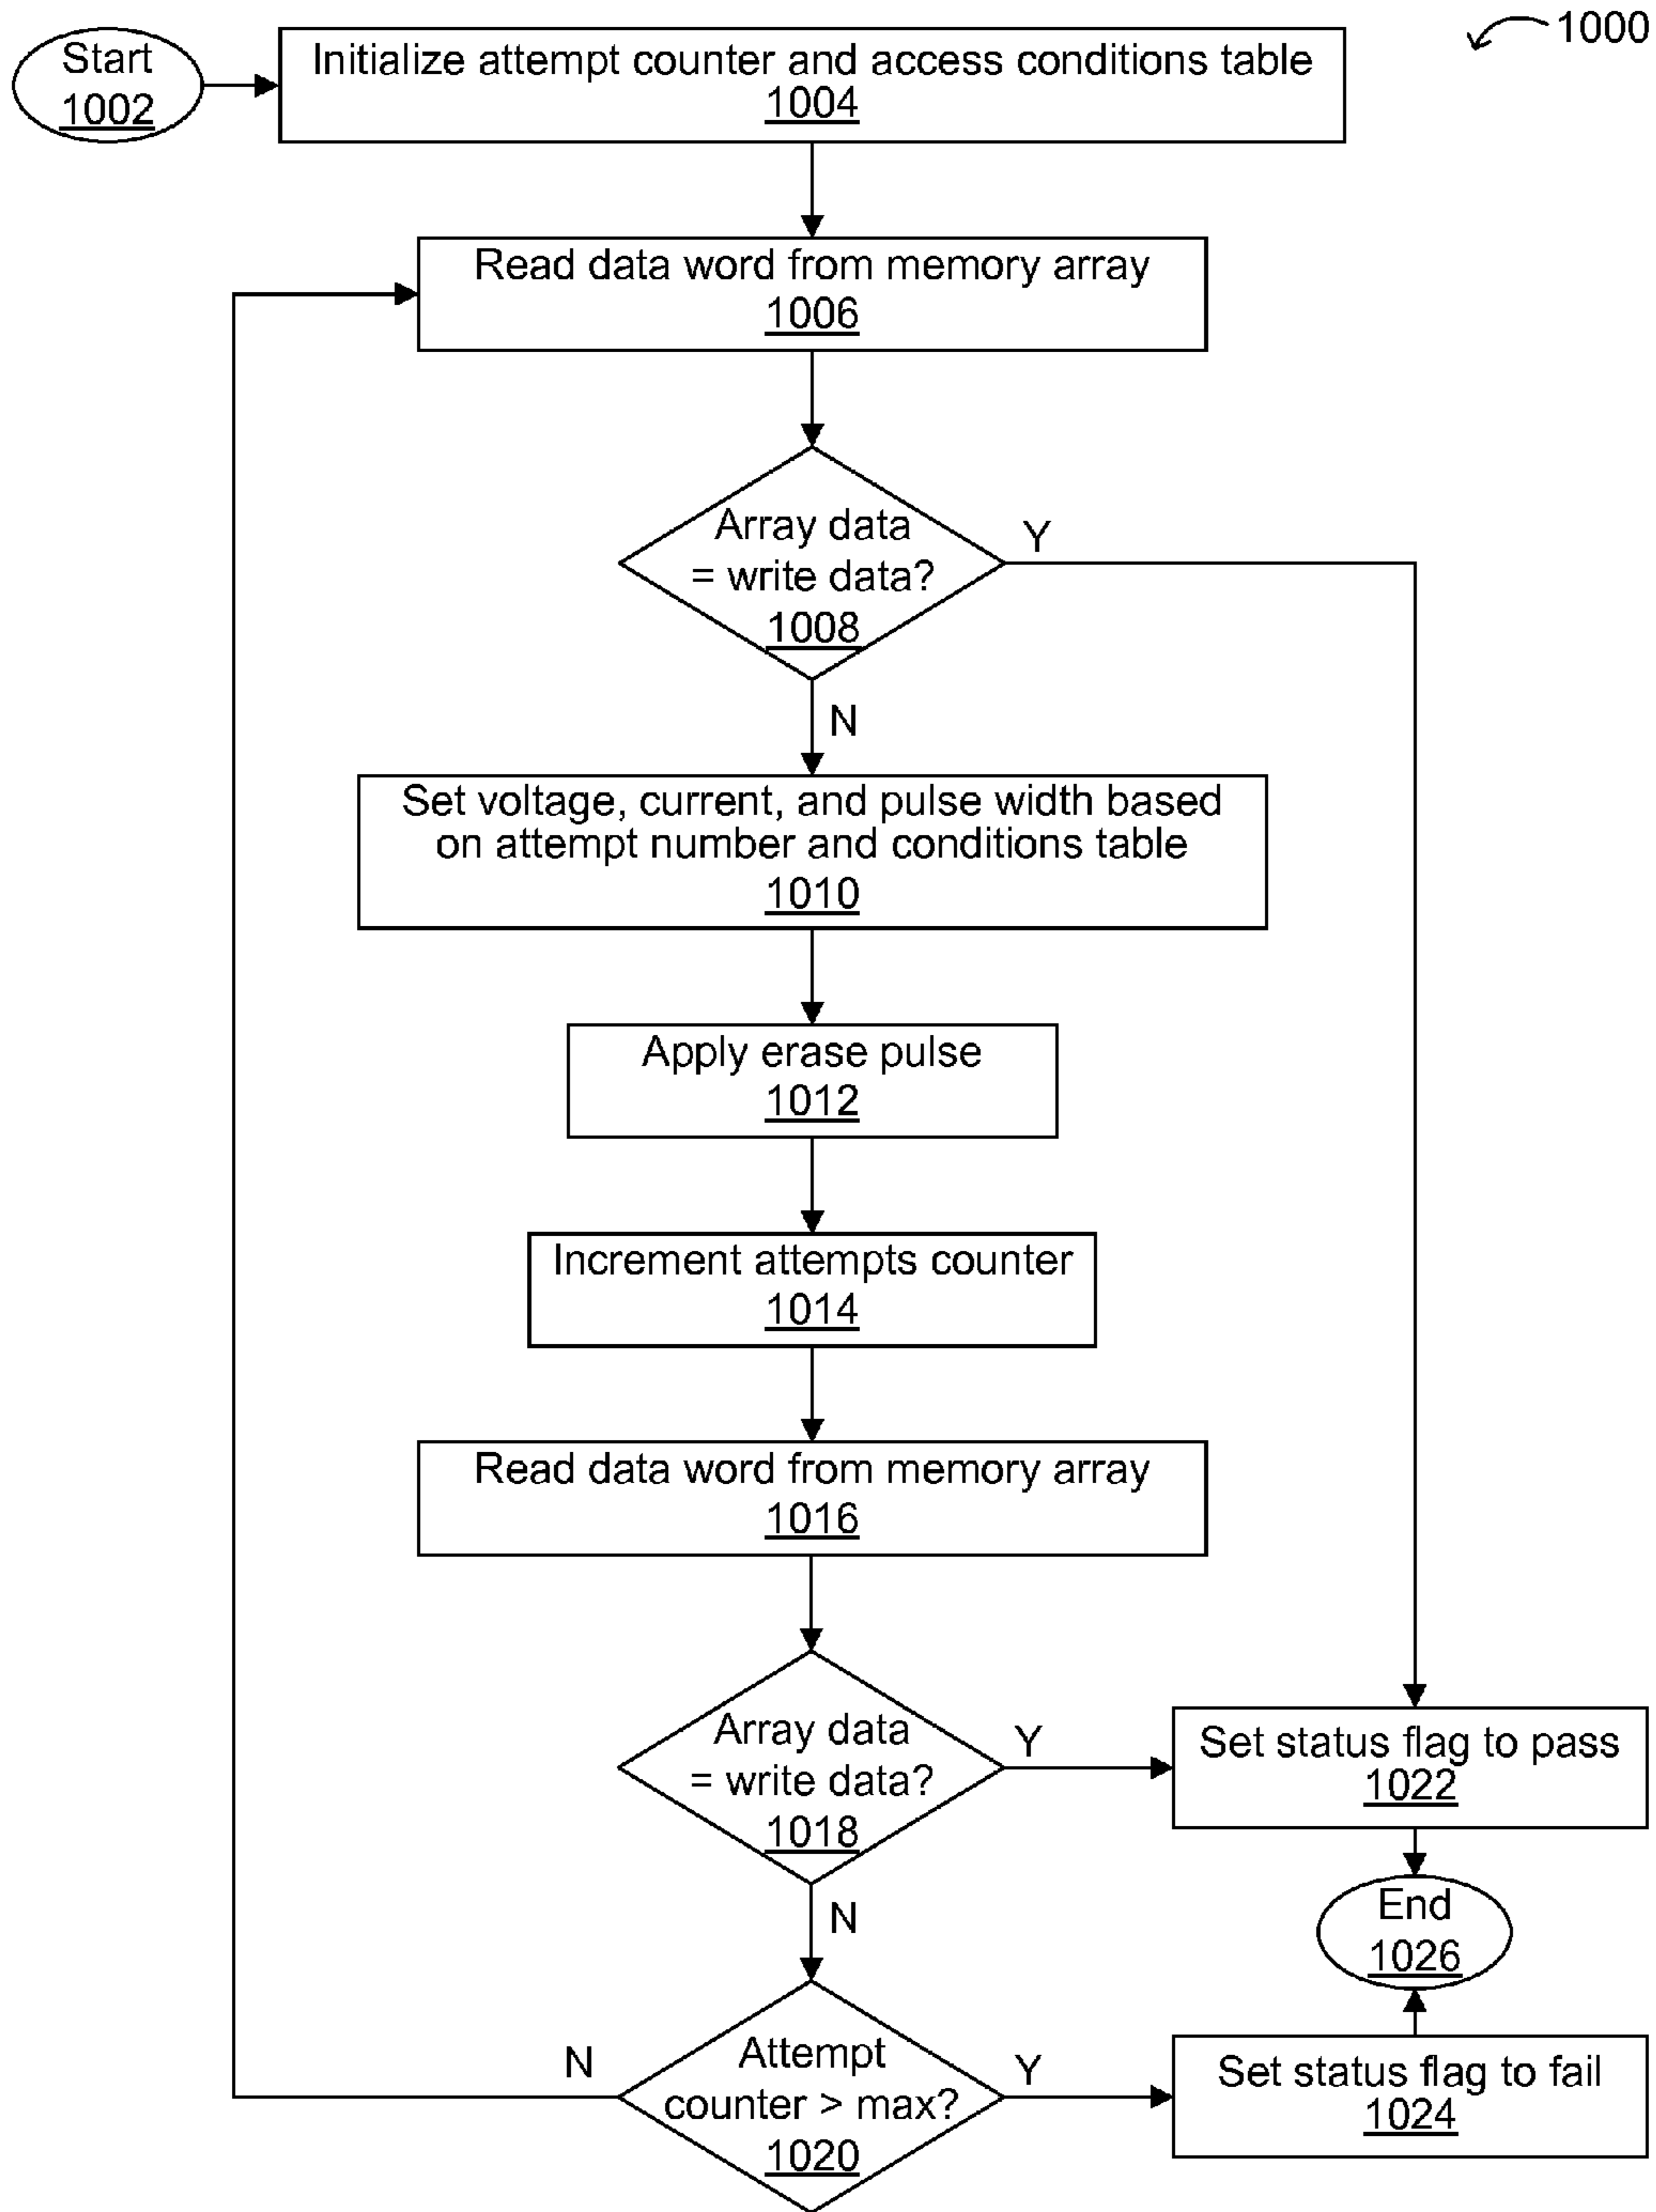 1000
Start
1002
Initialize attempt counter and access conditions table
1004
Read data word from memory array
1006
Array data
= write data?
1008
Y
N
Set voltage, current, and pulse width based
on attempt number and conditions table
1010
Apply erase pulse
1012
Increment attempts counter
1014
Read data word from memory array
1016
Array data
= write data?
1018
Y
N
Set status flag to pass
1022
End
1026
Attempt
counter > max?
1020
N
Y
Set status flag to fail
1024